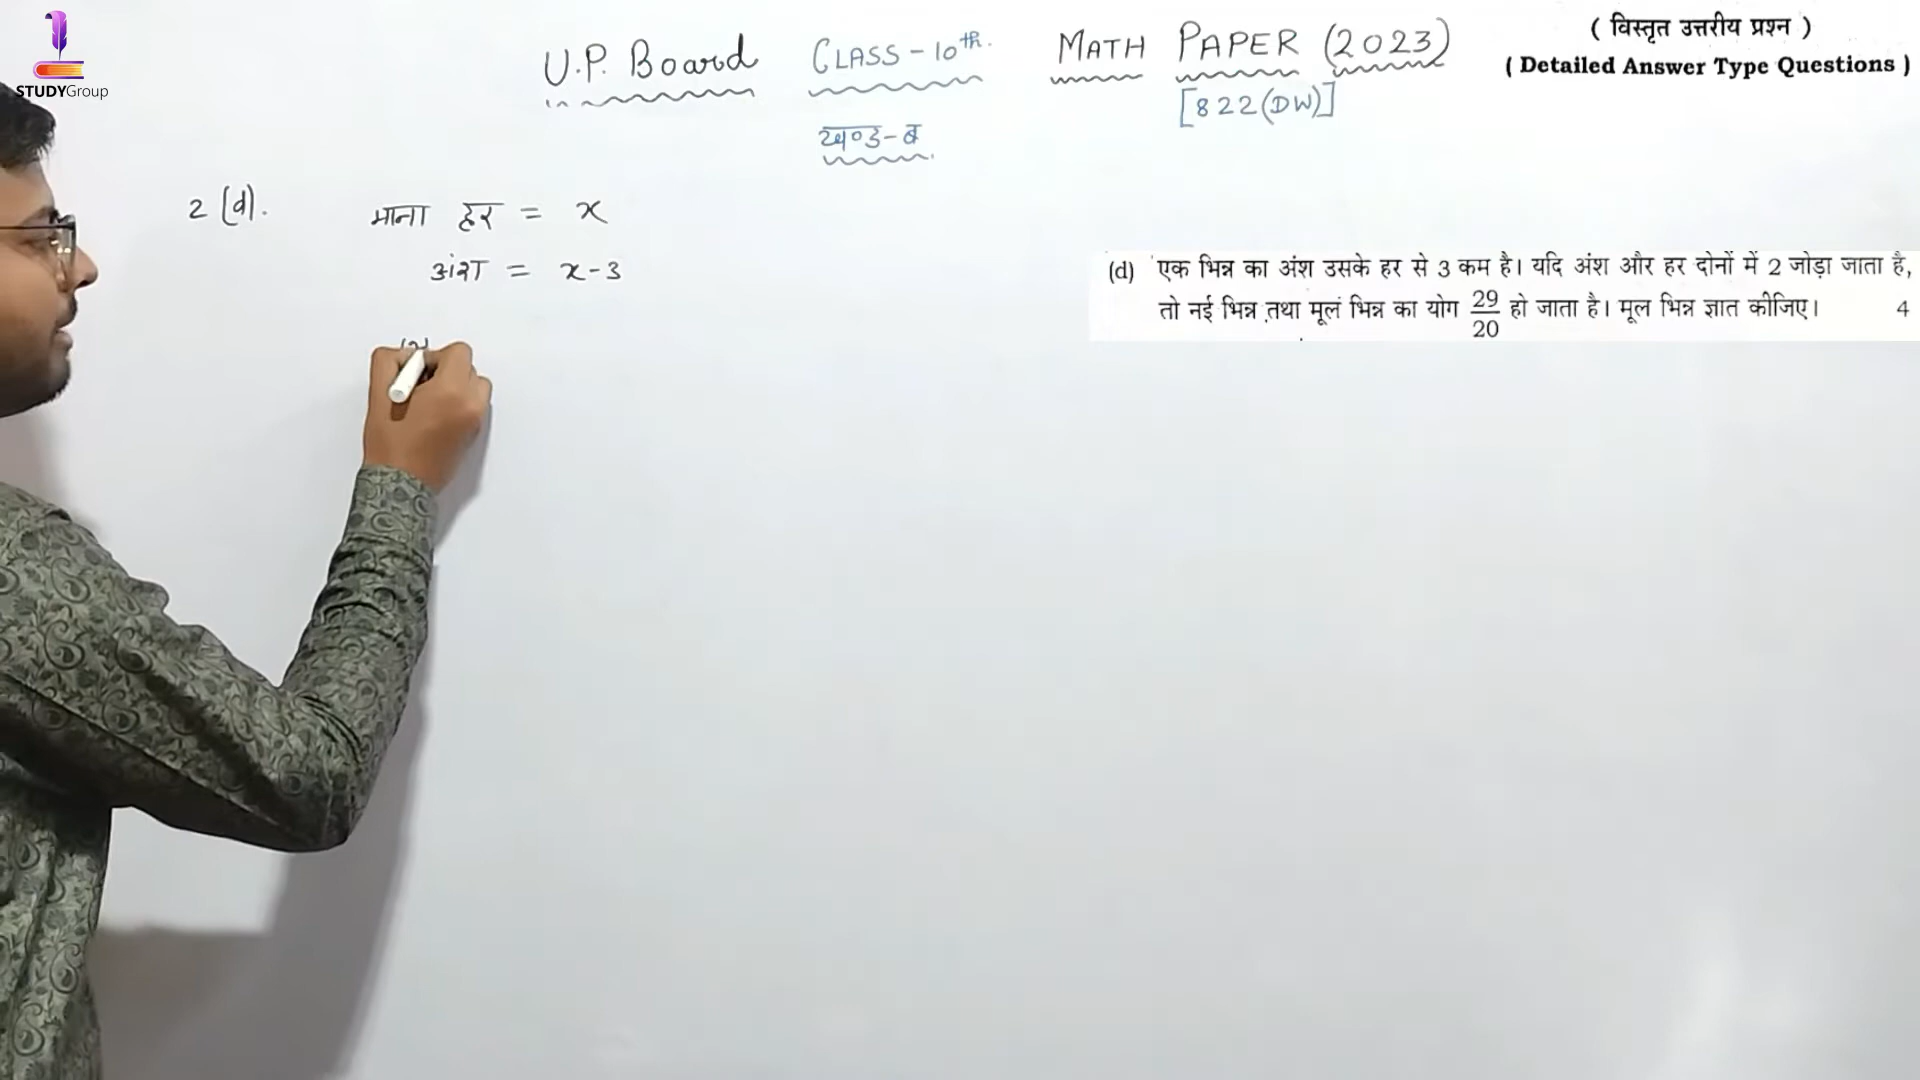 STUDYGroup
U.P. Board CLASS-10th. MATH PAPER (2023)
[822(DW)]
खण्ड-ब
( विस्तृत उत्तरीय प्रश्न )
( Detailed Answer Type Questions )
2(d). माना हर = x
अंश = x-3
(d) एक भिन्न का अंश उसके हर से 3 कम है। यदि अंश और हर दोनों में 2 जोड़ा जाता है,
तो नई भिन्न तथा मूल भिन्न का योग 29/20 हो जाता है। मूल भिन्न ज्ञात कीजिए। 4